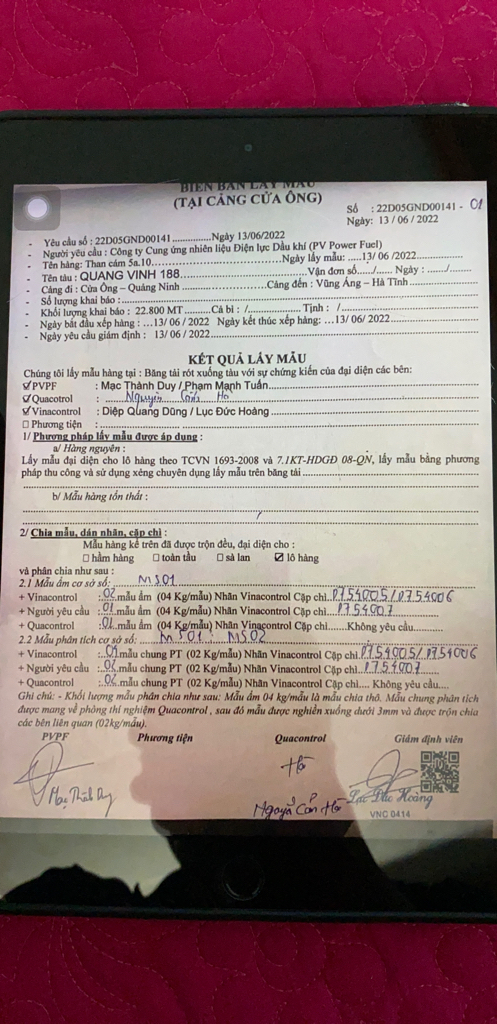 BIÊN BẢN LẤY MẪU
(TẠI CẢNG CỬA ÔNG)
Số : 22D05GND00141 - 01
Ngày: 13 / 06 / 2022
- Yêu cầu số : 22D05GND00141..............Ngày 13/06/2022
- Người yêu cầu : Công ty Cung ứng nhiên liệu Điện lực Dầu khí (PV Power Fuel)
- Tên hàng: Than cám 5a.10...............Ngày lấy mẫu: .....13/ 06 /2022....
- Tên tàu : QUANG VINH 188...............Vận đơn số...../...... Ngày : ....../.....
- Cảng đi : Cửa Ông – Quảng Ninh ...............Cảng đến : Vũng Áng – Hà Tĩnh..
- Số lượng khai báo : ...............
- Khối lượng khai báo : 22.800 MT ..........Cả bì : /............... Tịnh : /...............
- Ngày bắt đầu xếp hàng : ...13/ 06 / 2022 Ngày kết thúc xếp hàng: ...13/ 06/ 2022....
- Ngày yêu cầu giám định : 13/ 06/ 2022...............
KẾT QUẢ LẤY MẪU
Chúng tôi lấy mẫu hàng tại : Băng tải rót xuống tàu với sự chứng kiến của đại diện các bên:
☑PVPF : Mạc Thành Duy / Phạm Mạnh Tuấn...............
☑Quacotrol : Nguyễn Cẩn Hà
☑Vinacontrol : Diệp Quang Dũng / Lục Đức Hoàng...............
☐ Phương tiện : ...............
1/ Phương pháp lấy mẫu được áp dụng :
a/ Hàng nguyên :
Lấy mẫu đại diện cho lô hàng theo TCVN 1693-2008 và 7.1KT-HDGĐ 08-QN, lấy mẫu bằng phương
pháp thu công và sử dụng xẻng chuyên dụng lấy mẫu trên băng tải ...............
b/ Mẫu hàng tổn thất :
2/ Chia mẫu, dán nhãn, cặp chì :
Mẫu hàng kể trên đã được trộn đều, đại diện cho :
☐ hầm hàng ☐ toàn tầu ☐ sà lan ☑ lô hàng
và phân chia như sau :
2.1 Mẫu ẩm cơ sở số: MS01
+ Vinacontrol :.02.mẫu ẩm (04 Kg/mẫu) Nhãn Vinacontrol Cặp chì..0754005/0754006
+ Người yêu cầu :.01.mẫu ẩm (04 Kg/mẫu) Nhãn Vinacontrol Cặp chì....0754007
+ Quacontrol :.01.mẫu ẩm (04 Kg/mẫu) Nhãn Vinacontrol Cặp chì......Không yêu cầu....
2.2 Mẫu phân tích cơ sở số: MS01 ; MS02
+ Vinacontrol :.04.mẫu chung PT (02 Kg/mẫu) Nhãn Vinacontrol Cặp chì.0754005/0754006
+ Người yêu cầu :.02.mẫu chung PT (02 Kg/mẫu) Nhãn Vinacontrol Cặp chì..0754007
+ Quacontrol :.02.mẫu chung PT (02 Kg/mẫu) Nhãn Vinacontrol Cặp chì.... Không yêu cầu....
Ghi chú: - Khối lượng mẫu phân chia như sau: Mẫu ẩm 04 kg/mẫu là mẫu chia thô. Mẫu chung phân tích
được mang về phòng thí nghiệm Quacontrol , sau đó mẫu được nghiền xuống dưới 3mm và được trộn chia
các bên liên quan (02kg/mẫu).
PVPF Phương tiện Quacontrol Giám định viên
Hà
Mạc Thành Duy Nguyễn Cẩn Hà Lục Đức Hoàng
VNC 0414